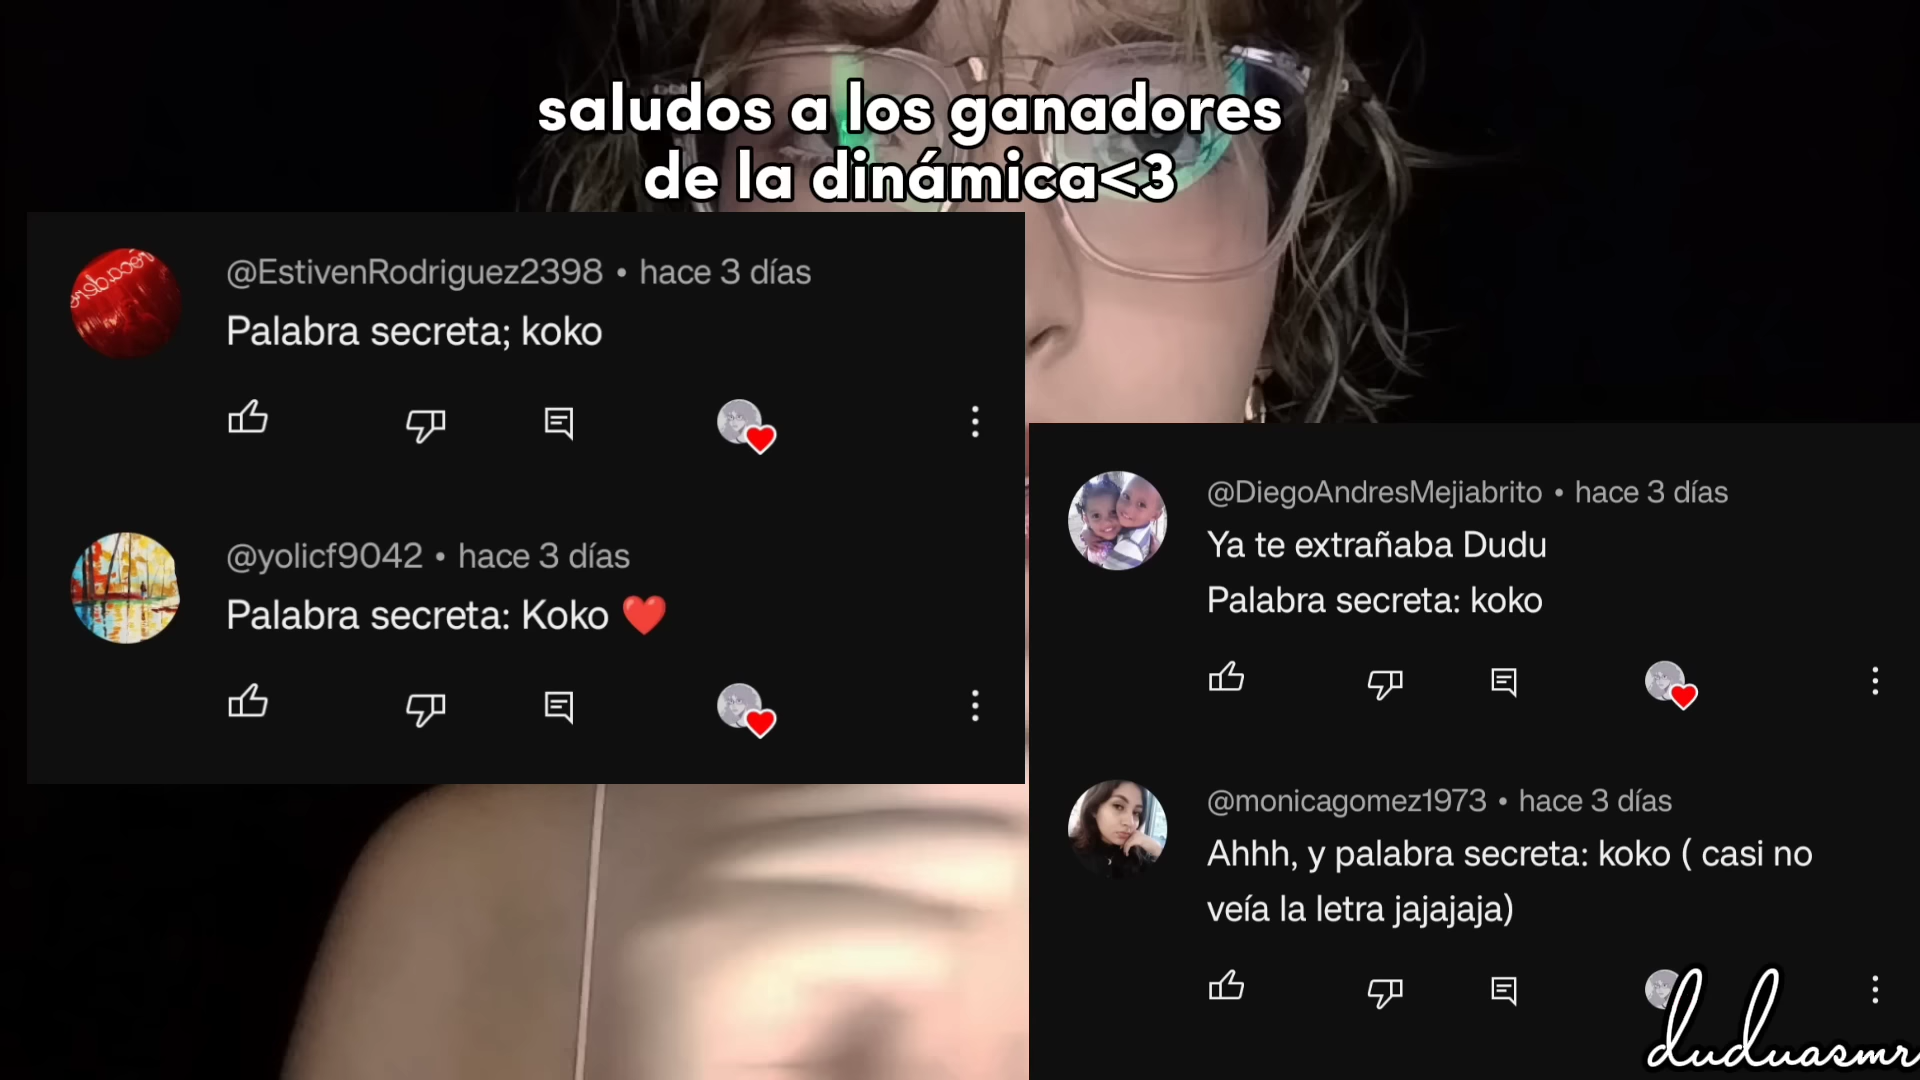 saludos a los ganadores
de la dinámica<3
@EstivenRodriguez2398 • hace 3 días
Palabra secreta; koko
@yolicf9042 • hace 3 días
Palabra secreta: Koko ❤️
@DiegoAndresMejiabrito • hace 3 días
Ya te extrañaba Dudu
Palabra secreta: koko
@monicagomez1973 • hace 3 días
Ahhh, y palabra secreta: koko ( casi no
veía la letra jajajaja)
duduasmr